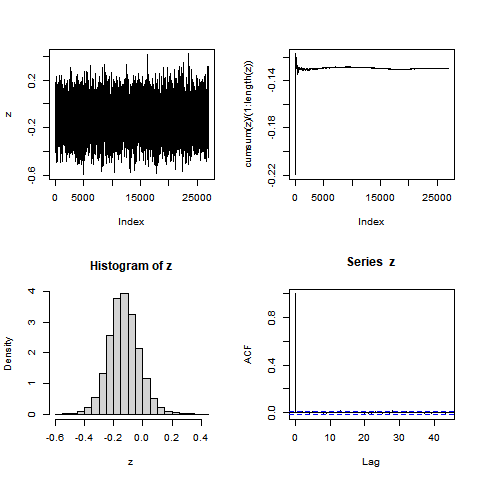 z
0.2
-0.2
-0.6
0 5000 15000 25000
Index
cumsum(z)/(1:length(z))
-0.14
-0.18
-0.22
0 5000 15000 25000
Index
Histogram of z
Density
4
3
2
1
0
-0.6 -0.4 -0.2 0.0 0.2 0.4
z
Series z
ACF
0.8
0.4
0.0
0 10 20 30 40
Lag